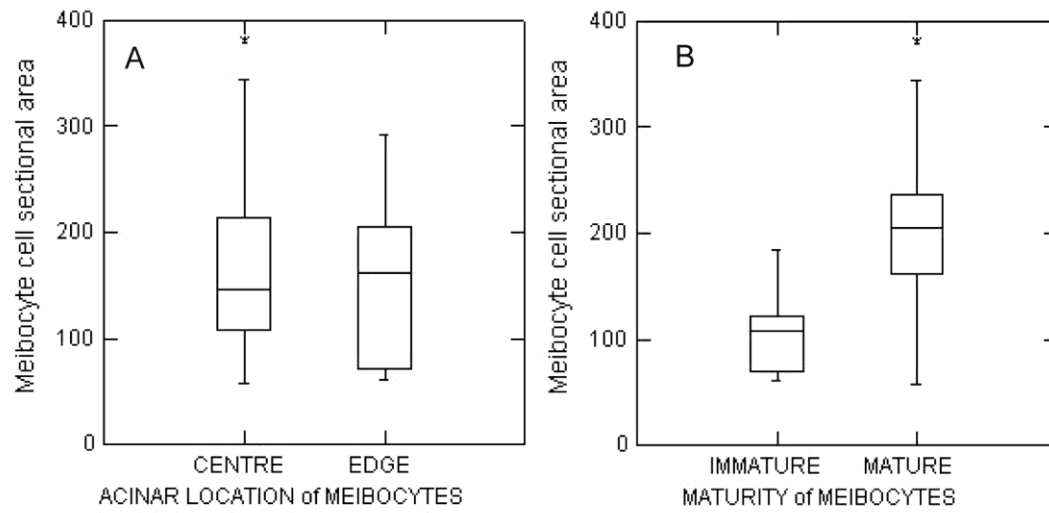 A
Meibocyte cell sectional area
400
300
200
100
0
*
CENTRE EDGE
ACINAR LOCATION of MEIBOCYTES
B
Meibocyte cell sectional area
400
300
200
100
0
*
IMMATURE MATURE
MATURITY of MEIBOCYTES